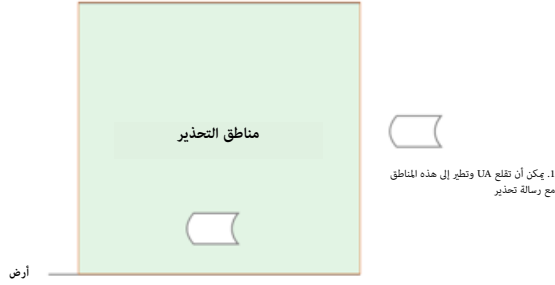 مناطق التحذير
1. يمكن أن تقلع UA وتطير إلى هذه المناطق
مع رسالة تحذير
أرض